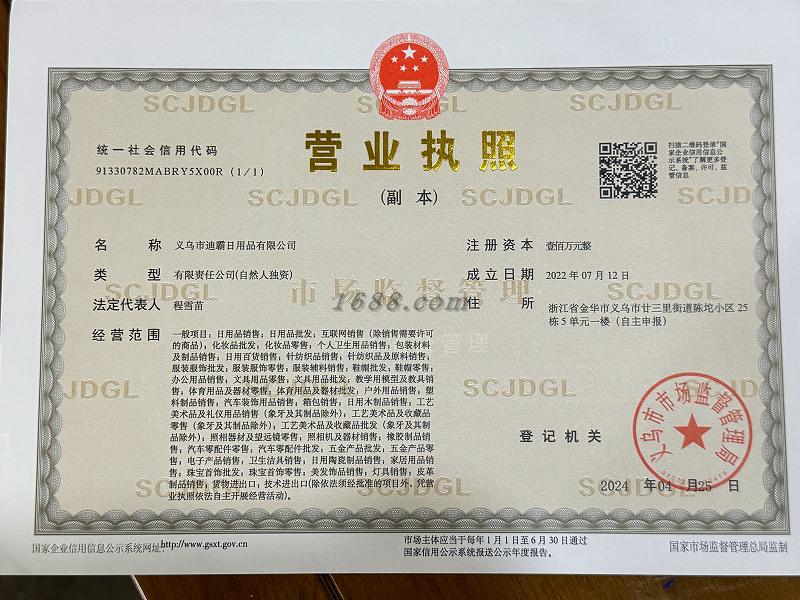 SCJDGL SCJDGL SCJDGL
统一社会信用代码
91330782MABRY5X00R (1/1)
营业执照
(副 本)
扫描二维码登录“国
家企业信用信息公
示系统”了解更多登
记、备案、许可、监
管信息
名 称 义乌市迪霸日用品有限公司
类 型 有限责任公司(自然人独资)
法定代表人 程雪苗
经营范围 一般项目：日用品销售；日用品批发；互联网销售（除销售需要许可
的商品）；化妆品批发；化妆品零售；个人卫生用品销售；包装材料
及制品销售；日用百货销售；针纺织品销售；针纺织品及原料销售；
服装服饰批发；服装服饰零售；服装辅料销售；鞋帽批发；鞋帽零售；
办公用品销售；文具用品零售；文具用品批发；教学用模型及教具销
售；体育用品及器材零售；体育用品及器材批发；户外用品销售；塑
料制品销售；汽车装饰用品销售；箱包销售；日用木制品销售；工艺
美术品及礼仪用品销售（象牙及其制品除外）；工艺美术品及收藏品
零售（象牙及其制品除外）；工艺美术品及收藏品批发（象牙及其制
品除外）；照相器材及望远镜零售；照相机及器材销售；橡胶制品销
售；汽车零配件零售；汽车零配件批发；五金产品批发；五金产品零
售；电子产品销售；卫生洁具销售；日用陶瓷制品销售；家居用品销
售；珠宝首饰批发；珠宝首饰零售；美发饰品销售；灯具销售；皮革
制品销售；货物进出口；技术进出口(除依法须经批准的项目外，凭营
业执照依法自主开展经营活动)。
注册资本 壹佰万元整
成立日期 2022年07月12日
住 所 浙江省金华市义乌市廿三里街道陈坨小区25
栋5单元一楼（自主申报）
市场监督管理
1688.com
SCJDGL
登记机关
义乌市市场监督管理局
2024 年 04 月 25 日
国家企业信用信息公示系统网址：http://www.gsxt.gov.cn
市场主体应当于每年1月1日至6月30日通过
国家信用公示系统报送公示年度报告。
国家市场监督管理总局监制